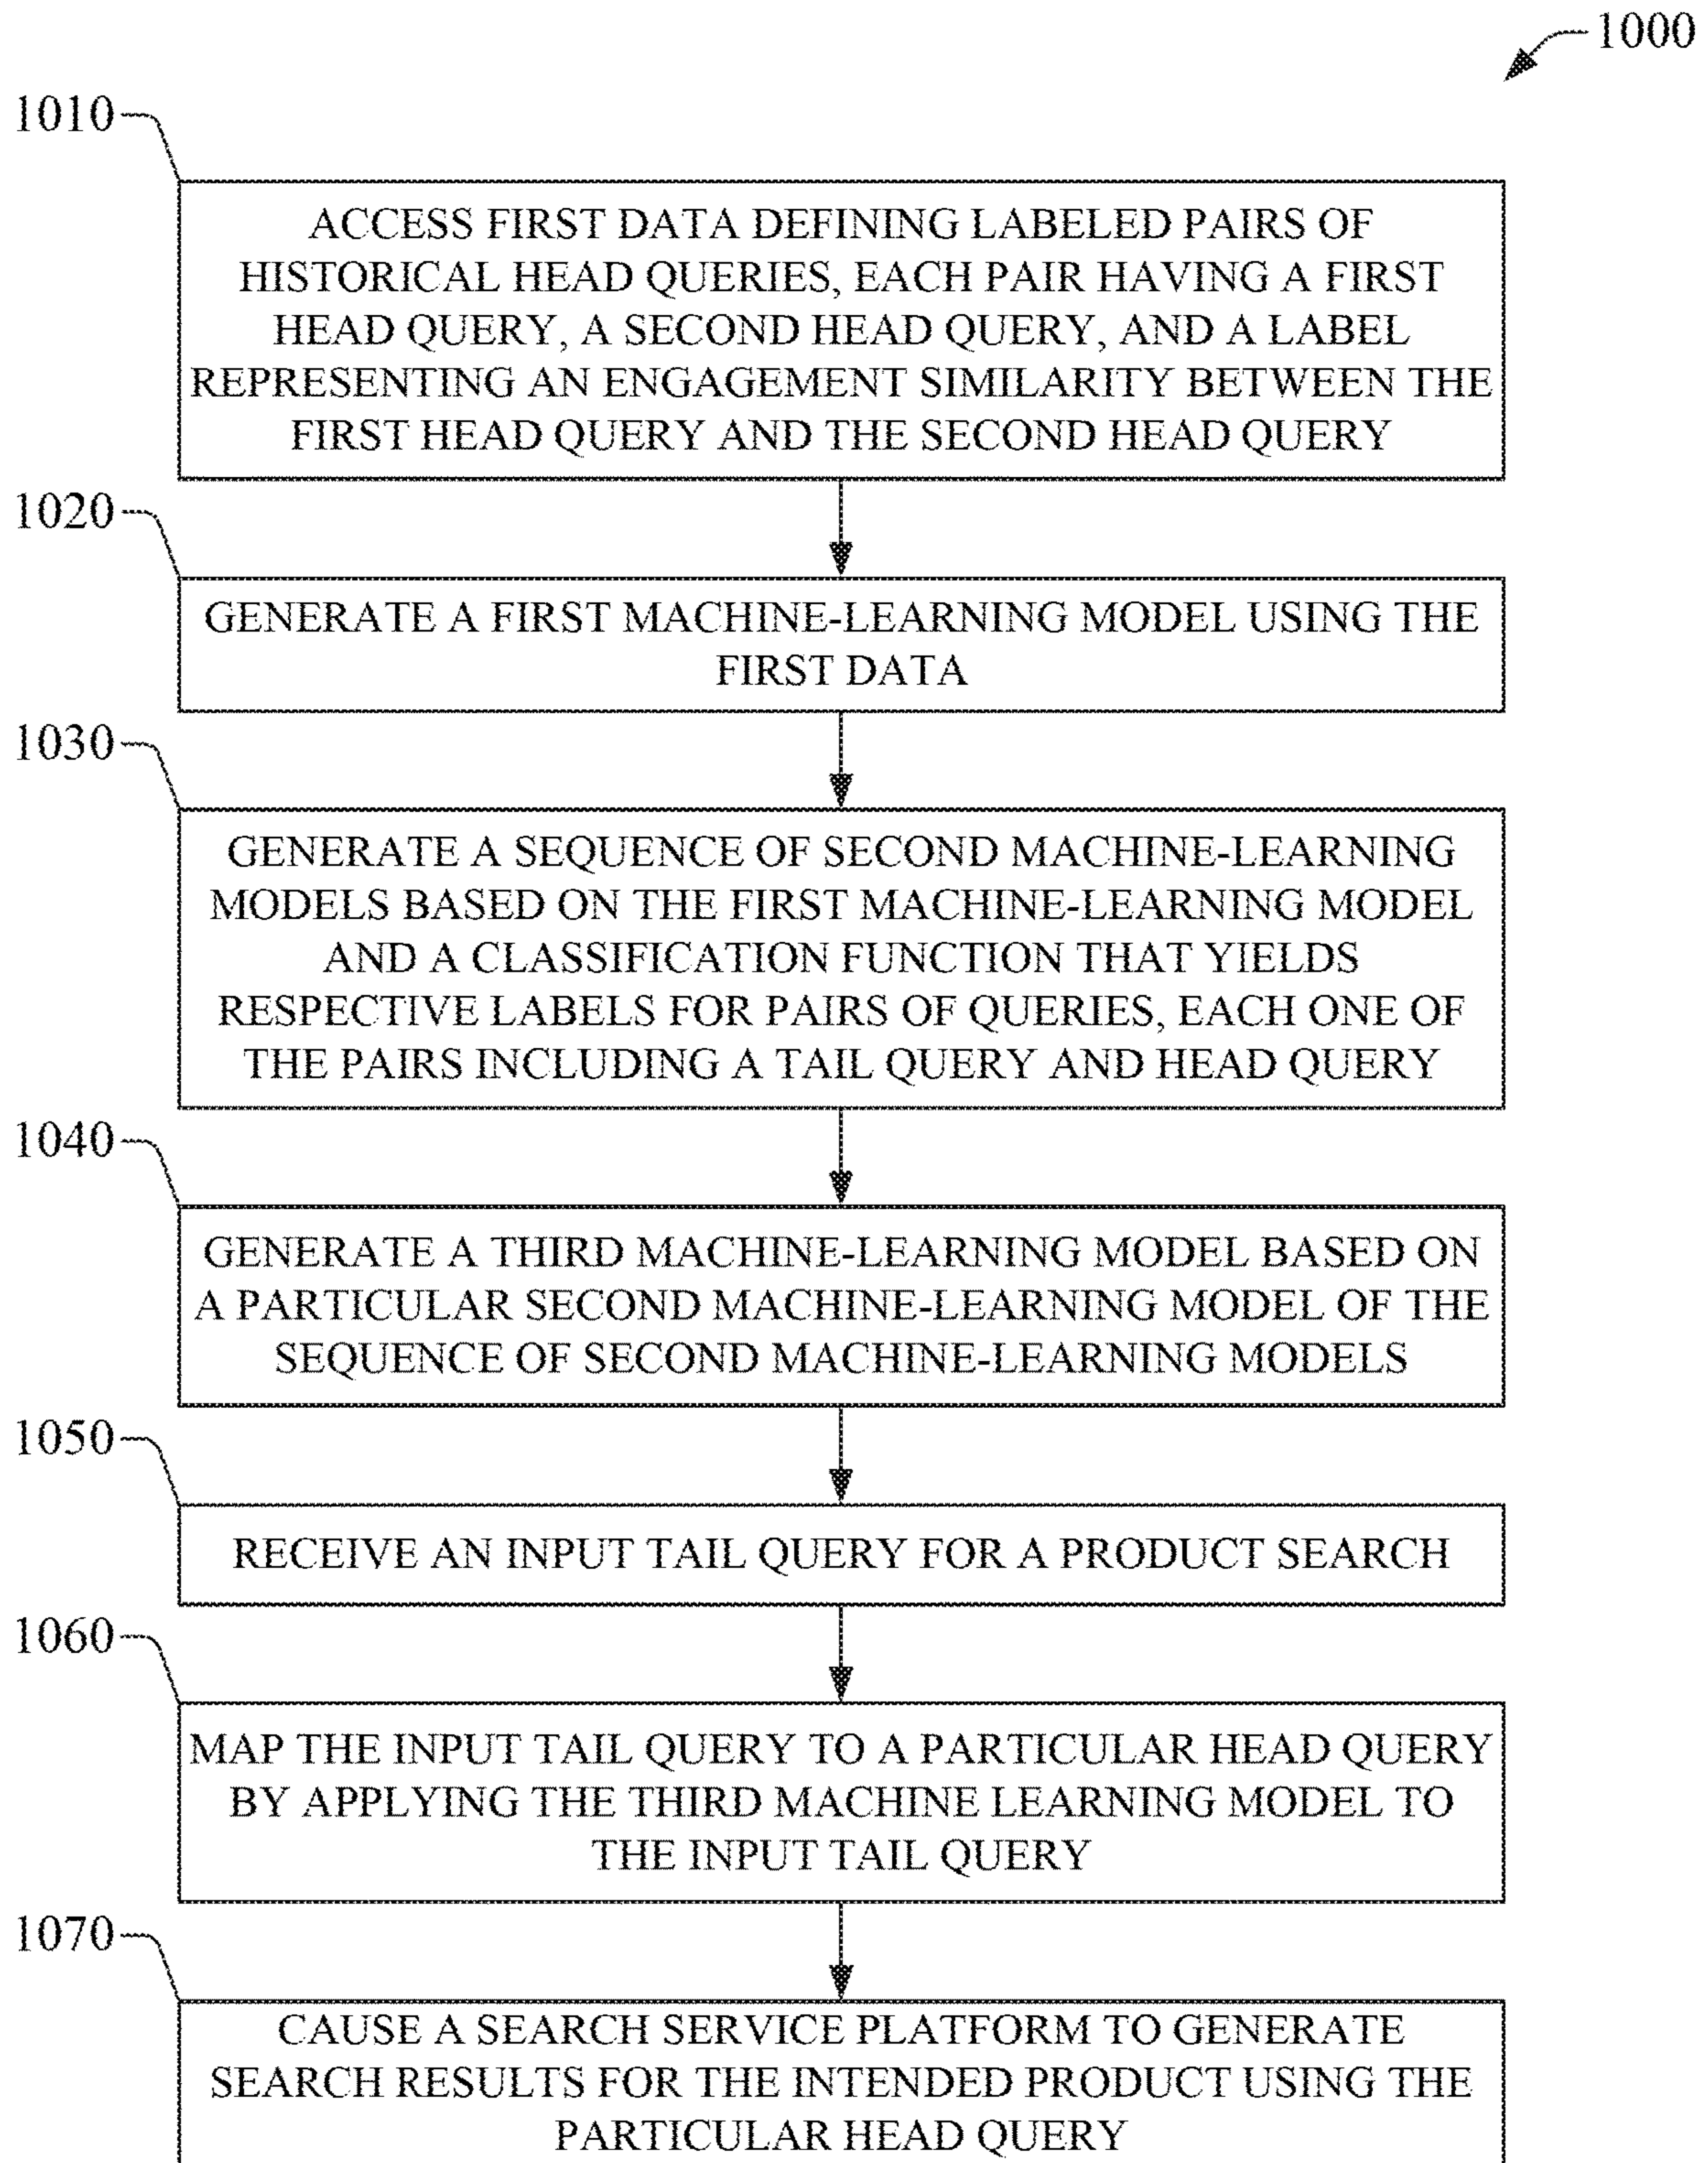 1000
1010
ACCESS FIRST DATA DEFINING LABELED PAIRS OF
HISTORICAL HEAD QUERIES, EACH PAIR HAVING A FIRST
HEAD QUERY, A SECOND HEAD QUERY, AND A LABEL
REPRESENTING AN ENGAGEMENT SIMILARITY BETWEEN THE
FIRST HEAD QUERY AND THE SECOND HEAD QUERY
1020
GENERATE A FIRST MACHINE-LEARNING MODEL USING THE
FIRST DATA
1030
GENERATE A SEQUENCE OF SECOND MACHINE-LEARNING
MODELS BASED ON THE FIRST MACHINE-LEARNING MODEL
AND A CLASSIFICATION FUNCTION THAT YIELDS
RESPECTIVE LABELS FOR PAIRS OF QUERIES, EACH ONE OF
THE PAIRS INCLUDING A TAIL QUERY AND HEAD QUERY
1040
GENERATE A THIRD MACHINE-LEARNING MODEL BASED ON
A PARTICULAR SECOND MACHINE-LEARNING MODEL OF THE
SEQUENCE OF SECOND MACHINE-LEARNING MODELS
1050
RECEIVE AN INPUT TAIL QUERY FOR A PRODUCT SEARCH
1060
MAP THE INPUT TAIL QUERY TO A PARTICULAR HEAD QUERY
BY APPLYING THE THIRD MACHINE LEARNING MODEL TO
THE INPUT TAIL QUERY
1070
CAUSE A SEARCH SERVICE PLATFORM TO GENERATE
SEARCH RESULTS FOR THE INTENDED PRODUCT USING THE
PARTICULAR HEAD QUERY